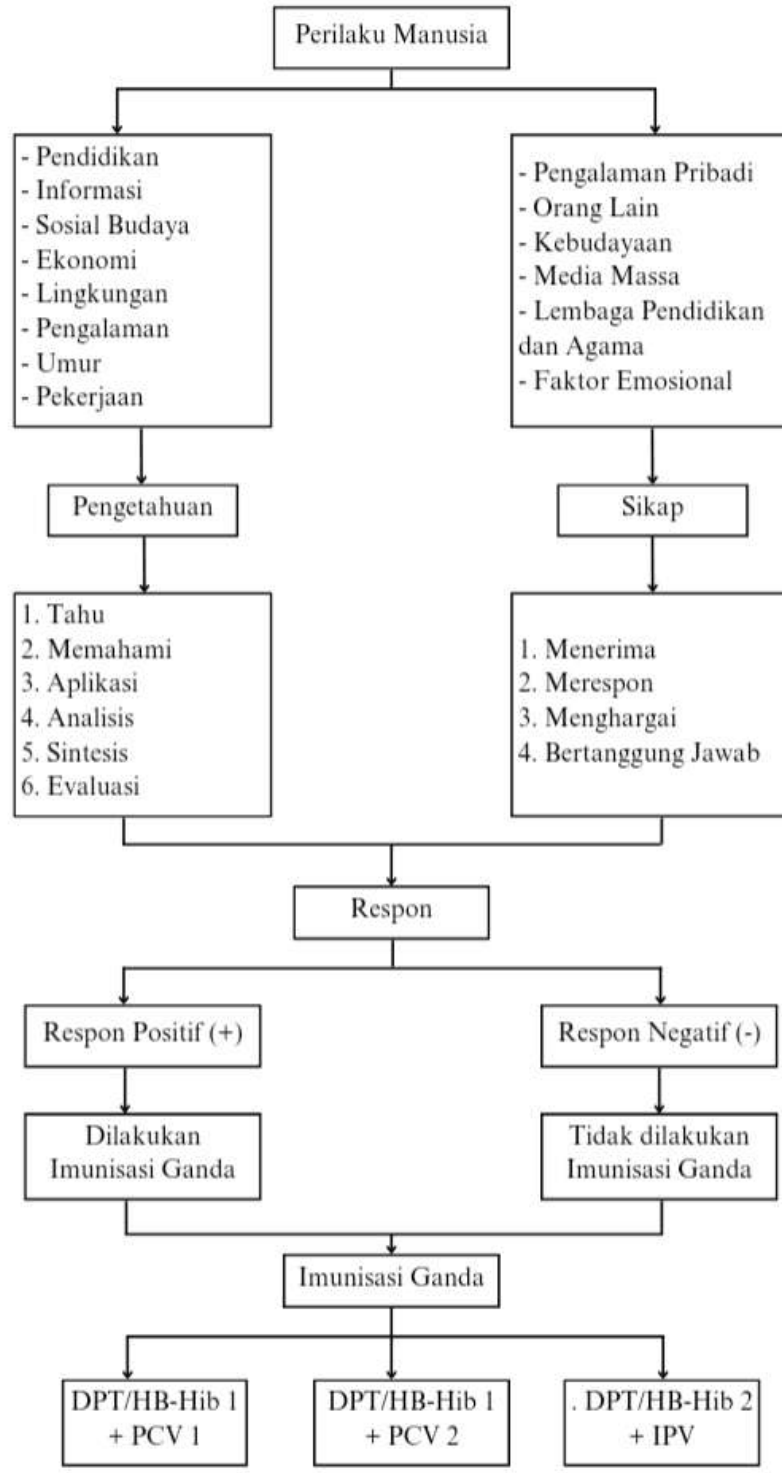 Perilaku Manusia
- Pendidikan
- Informasi
- Sosial Budaya
- Ekonomi
- Lingkungan
- Pengalaman
- Umur
- Pekerjaan
- Pengalaman Pribadi
- Orang Lain
- Kebudayaan
- Media Massa
- Lembaga Pendidikan
dan Agama
- Faktor Emosional
Pengetahuan
Sikap
1. Tahu
2. Memahami
3. Aplikasi
4. Analisis
5. Sintesis
6. Evaluasi
1. Menerima
2. Merespon
3. Menghargai
4. Bertanggung Jawab
Respon
Respon Positif (+)
Respon Negatif (-)
Dilakukan
Imunisasi Ganda
Tidak dilakukan
Imunisasi Ganda
Imunisasi Ganda
DPT/HB-Hib 1
+ PCV 1
DPT/HB-Hib 1
+ PCV 2
. DPT/HB-Hib 2
+ IPV